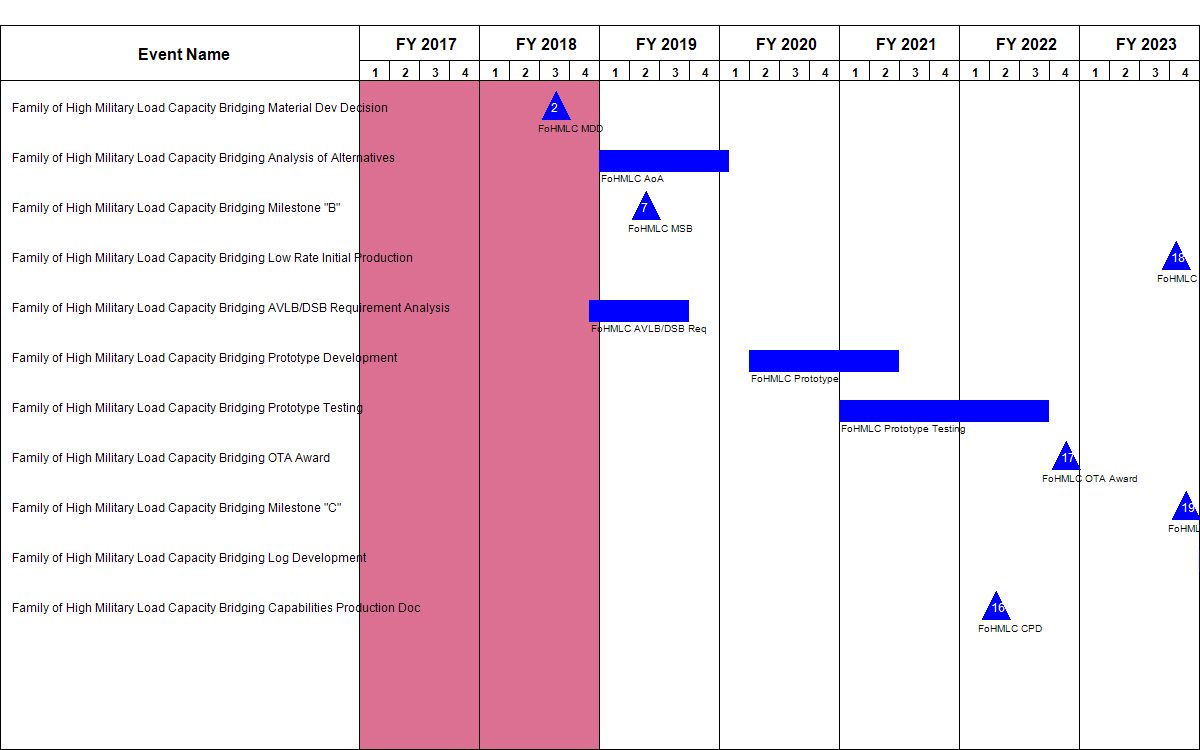 Event Name FY 2017 FY 2018 FY 2019 FY 2020 FY 2021 FY 2022 FY 2023
1 2 3 4 1 2 3 4 1 2 3 4 1 2 3 4 1 2 3 4 1 2 3 4 1 2 3 4
Family of High Military Load Capacity Bridging Material Dev Decision 2
FoHMLC MDD
Family of High Military Load Capacity Bridging Analysis of Alternatives
FoHMLC AoA
Family of High Military Load Capacity Bridging Milestone "B" 7
FoHMLC MSB
Family of High Military Load Capacity Bridging Low Rate Initial Production 18
FoHMLC
Family of High Military Load Capacity Bridging AVLB/DSB Requirement Analysis
FoHMLC AVLB/DSB Req
Family of High Military Load Capacity Bridging Prototype Development
FoHMLC Prototype
Family of High Military Load Capacity Bridging Prototype Testing
FoHMLC Prototype Testing
Family of High Military Load Capacity Bridging OTA Award 17
FoHMLC OTA Award
Family of High Military Load Capacity Bridging Milestone "C" 19
FoHML
Family of High Military Load Capacity Bridging Log Development
Family of High Military Load Capacity Bridging Capabilities Production Doc 16
FoHMLC CPD